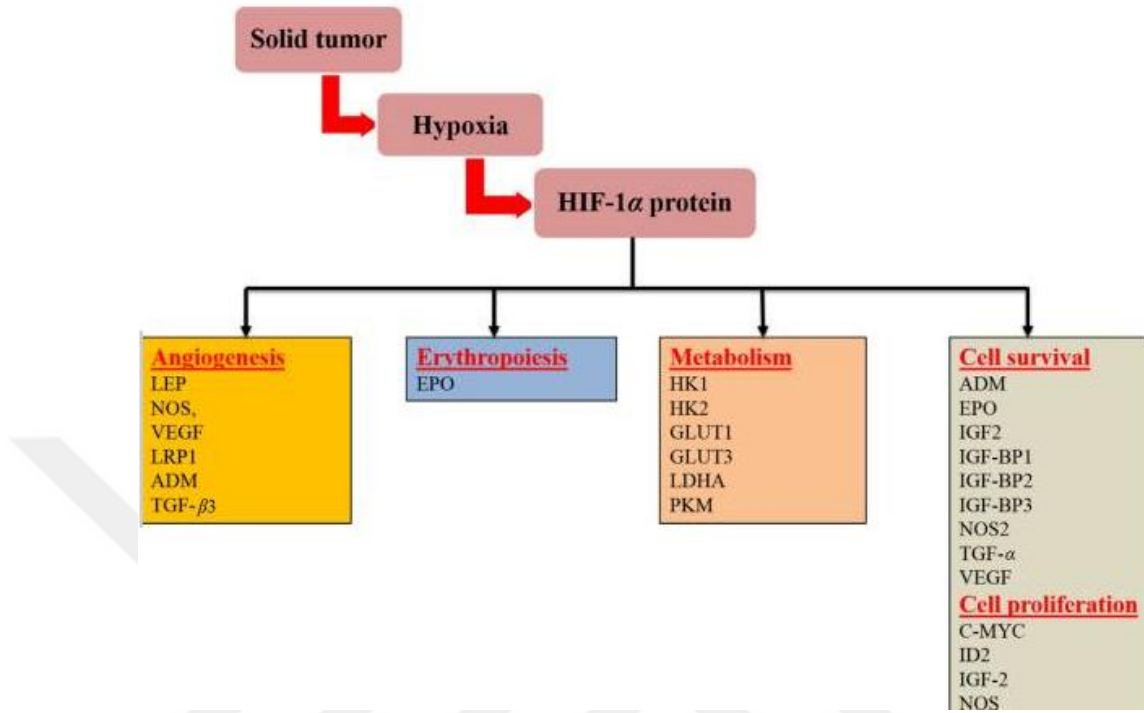 Solid tumor
Hypoxia
HIF-1α protein
Angiogenesis
LEP
NOS,
VEGF
LRP1
ADM
TGF-β3
Erythropoiesis
EPO
Metabolism
HK1
HK2
GLUT1
GLUT3
LDHA
PKM
Cell survival
ADM
EPO
IGF2
IGF-BP1
IGF-BP2
IGF-BP3
NOS2
TGF-α
VEGF
Cell proliferation
C-MYC
ID2
IGF-2
NOS